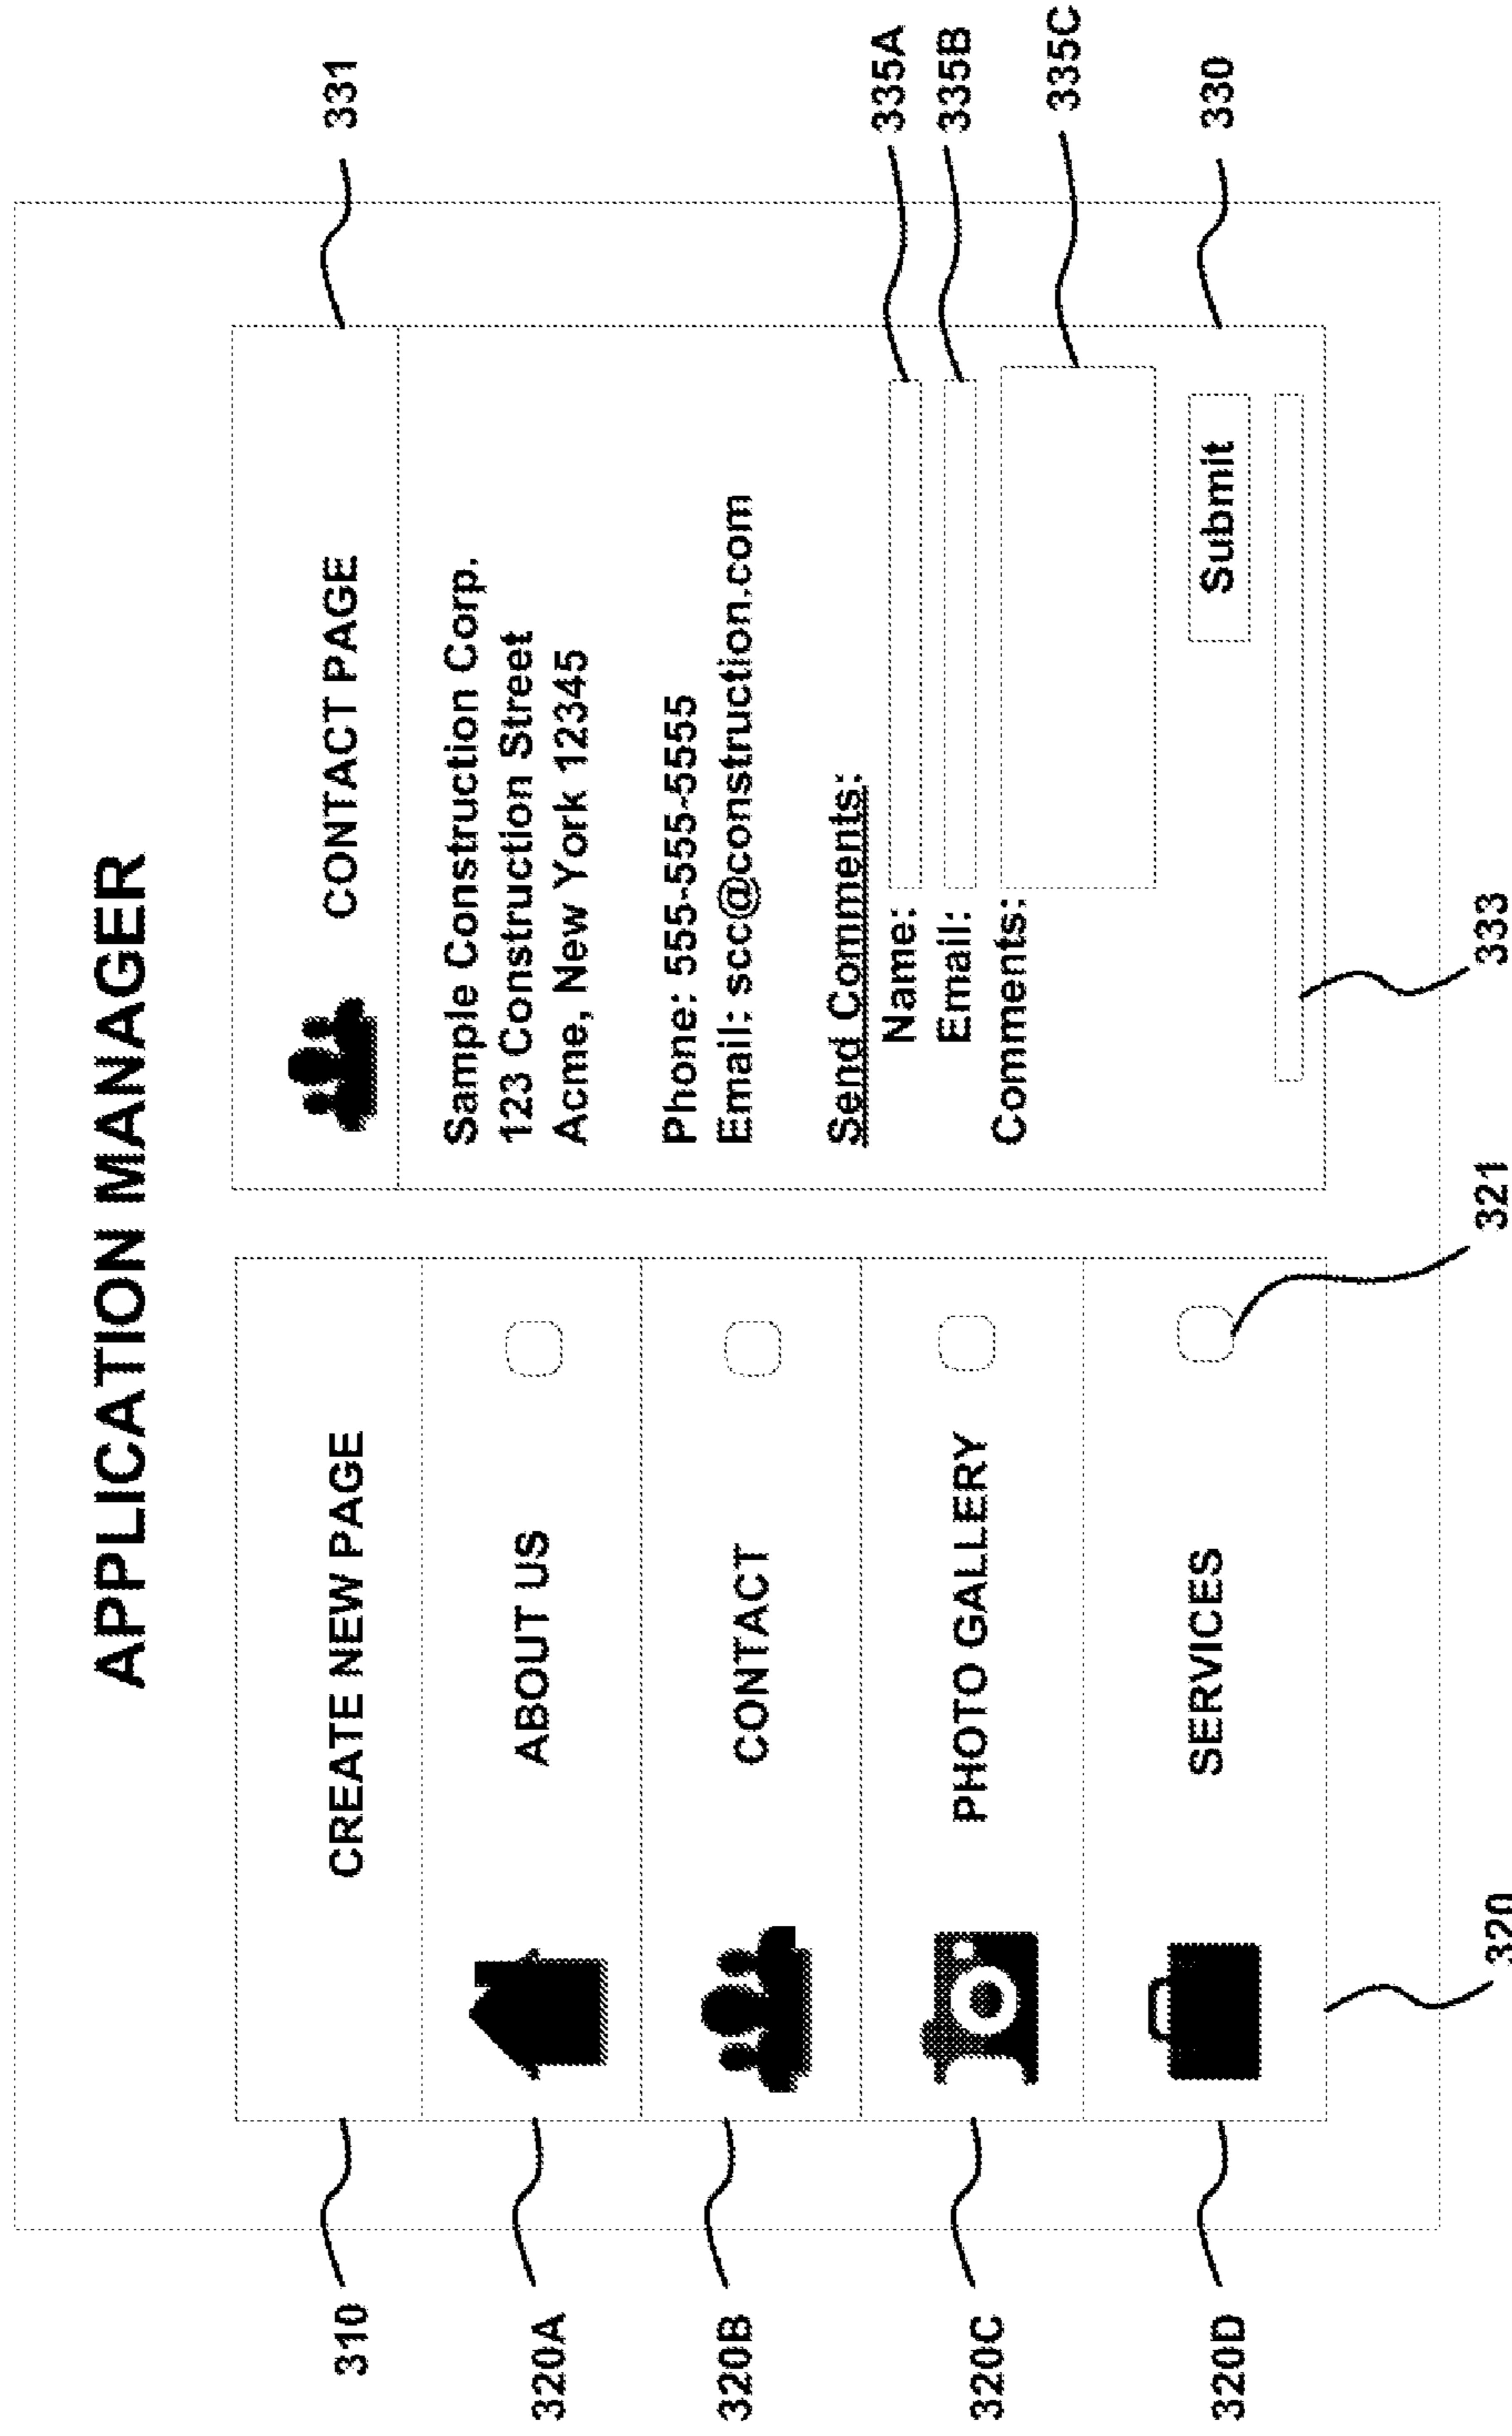 APPLICATION MANAGER
310
CREATE NEW PAGE
320A
ABOUT US
320B
CONTACT
320C
PHOTO GALLERY
320D
SERVICES
320
321
331
CONTACT PAGE
Sample Construction Corp.
123 Construction Street
Acme, New York 12345
Phone: 555-555-5555
Email: scc@construction.com
Send Comments:
Name:
335A
Email:
335B
Comments:
335C
Submit
330
333